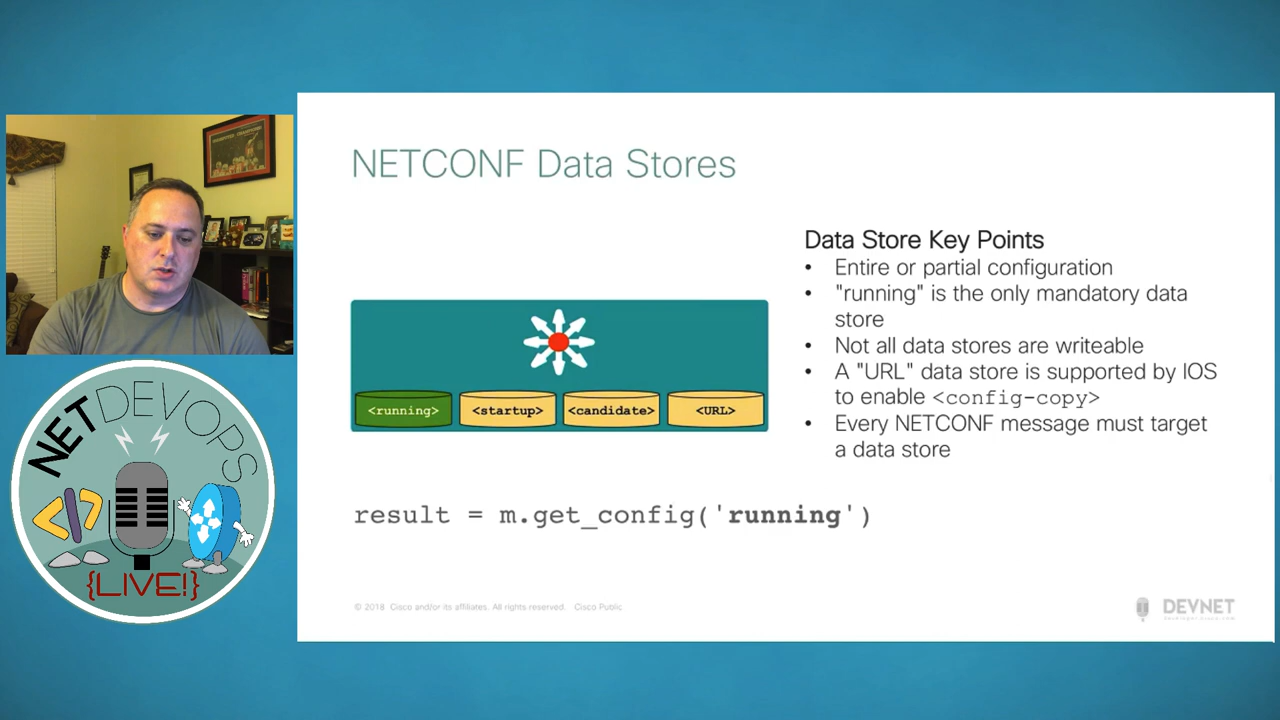 NETCONF Data Stores
Data Store Key Points
• Entire or partial configuration
• "running" is the only mandatory data
store
• Not all data stores are writeable
• A "URL" data store is supported by IOS
to enable <config-copy>
• Every NETCONF message must target
a data store
<running>
<startup>
<candidate>
<URL>
result = m.get_config('running')
© 2018 Cisco and/or its affiliates. All rights reserved. Cisco Public
DEVNET
developer.cisco.com
NETDEVOPS
</>
{LIVE!}